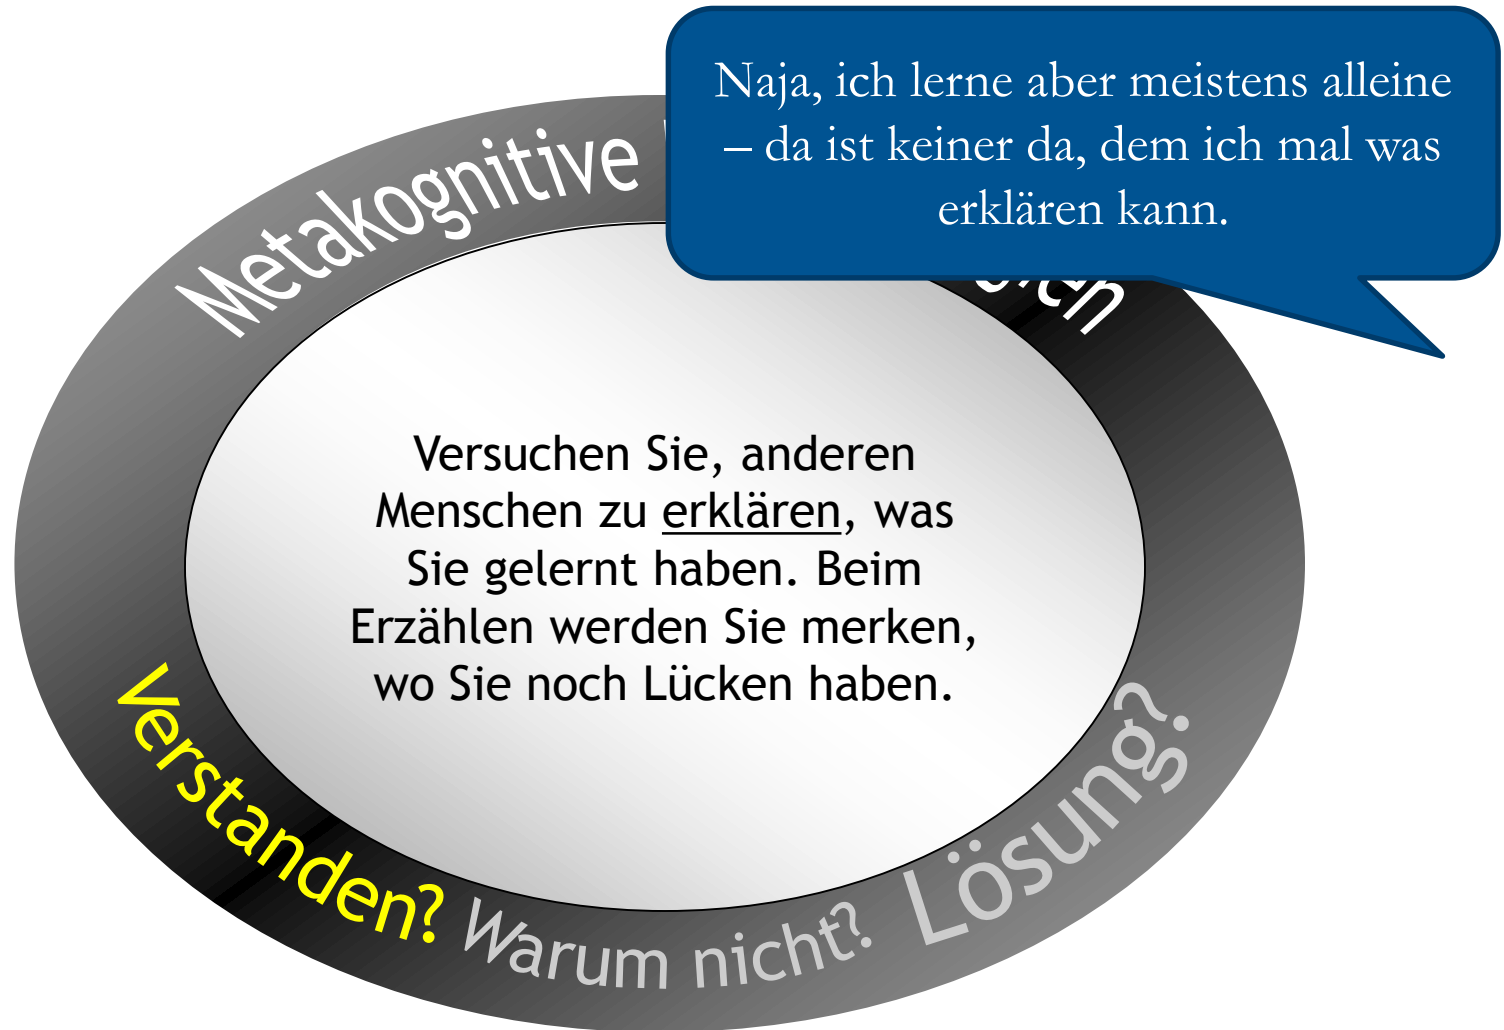 Naja, ich lerne aber meistens alleine
– da ist keiner da, dem ich mal was
erklären kann.
Metakognitive
Versuchen Sie, anderen
Menschen zu erklären, was
Sie gelernt haben. Beim
Erzählen werden Sie merken,
wo Sie noch Lücken haben.
Verstanden? Warum nicht? Lösung?